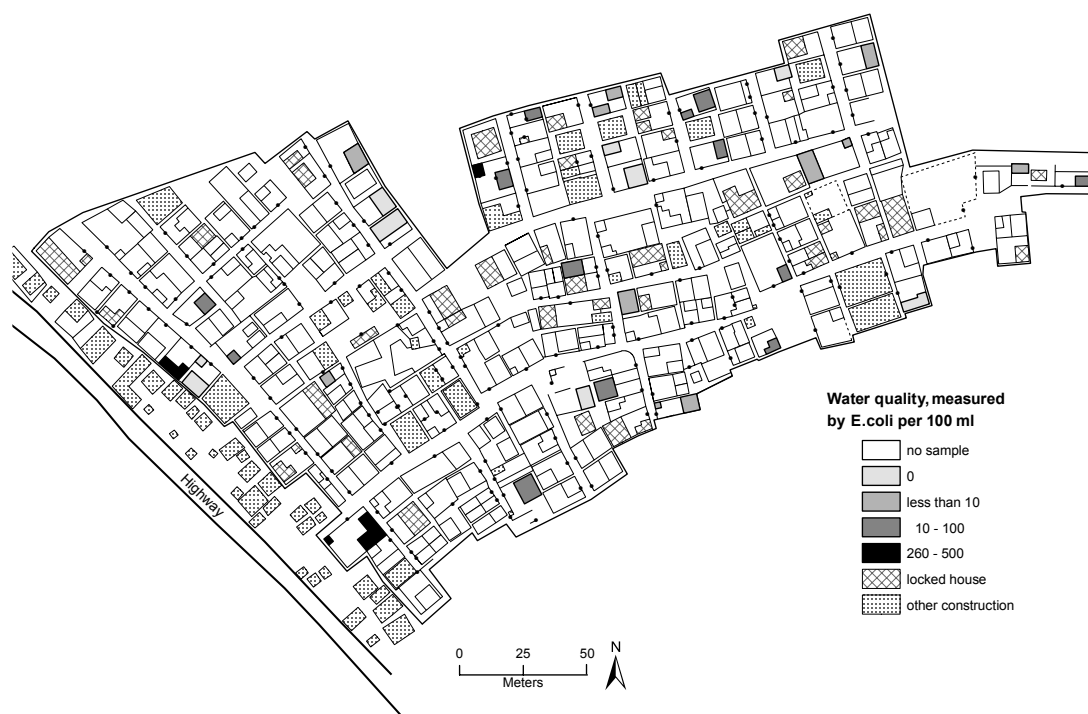 Highway
Water quality, measured
by E.coli per 100 ml
no sample
0
less than 10
10 - 100
260 - 500
locked house
other construction
0 25 50
Meters
N